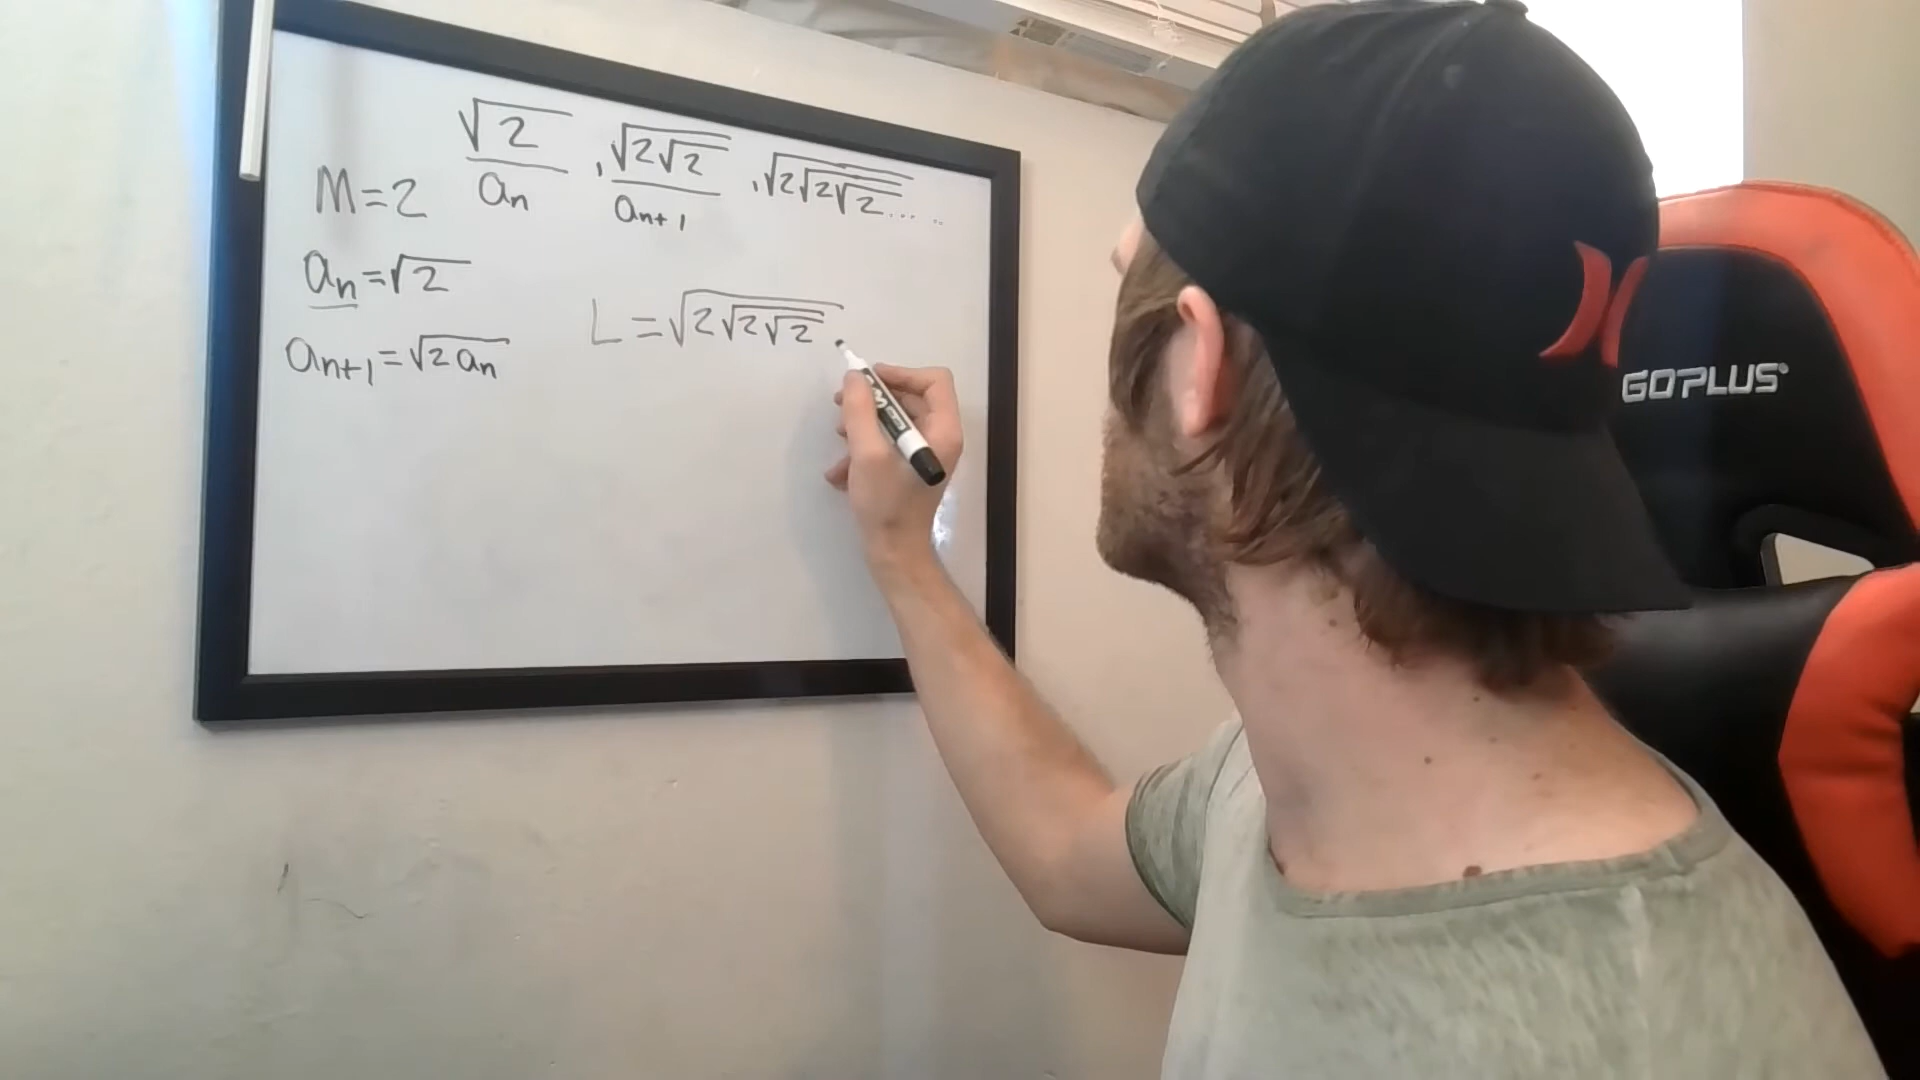 √2 / aₙ , √(2√2) / aₙ₊₁ , √(2√(2√2)) ... ..
M=2
aₙ=√2
L=√(2√(2√2))
aₙ₊₁=√(2aₙ)
GOPLUS